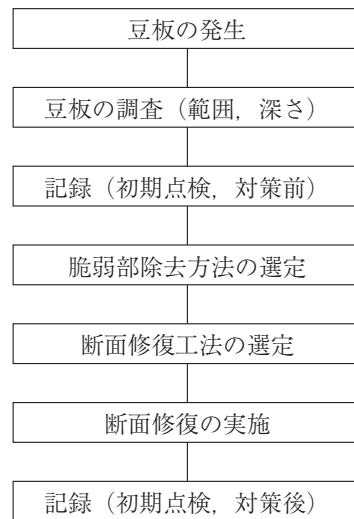 豆板の発生
豆板の調査（範囲，深さ）
記録（初期点検，対策前）
脆弱部除去方法の選定
断面修復工法の選定
断面修復の実施
記録（初期点検，対策後）